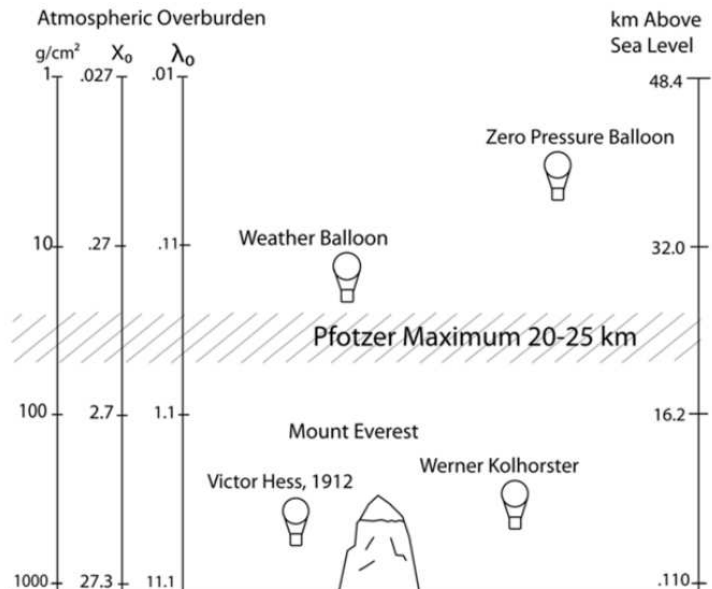 Atmospheric Overburden
km Above
Sea Level
g/cm² X₀ λ₀
1 .027 .01 48.4
Zero Pressure Balloon
Weather Balloon
10 .27 .11 32.0
Pfotzer Maximum 20-25 km
100 2.7 1.1 16.2
Mount Everest
Werner Kolhorster
Victor Hess, 1912
1000 27.3 11.1 .110